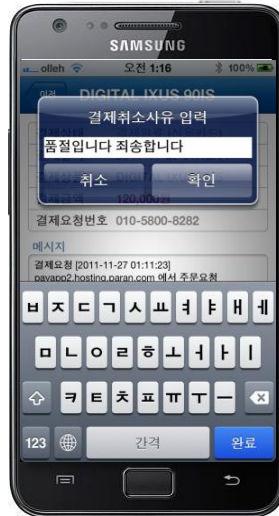 SAMSUNG
olleh 오전 1:16 100%
이전 DIGITAL IXUS 90IS
결제취소사유 입력
품절입니다 죄송합니다
취소 확인
120,000원
결제요청번호 010-5800-8282
메시지
결제요청 [2011-11-27 01:11:23]
payapp2.hosting.paran.com 에서 주문요청
ㅂ ㅈ ㄷ ㄱ ㅅ ㅛ ㅕ ㅑ ㅐ ㅔ
ㅁ ㄴ ㅇ ㄹ ㅎ ㅗ ㅓ ㅏ ㅣ
ㅋ ㅌ ㅊ ㅍ ㅠ ㅜ ㅡ
123 간격 완료